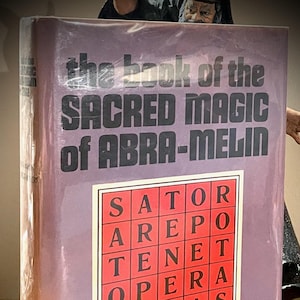 the book of the
SACRED MAGIC
of ABRA-MELIN
S A T O R
A R E P O
T E N E T
O P E R A